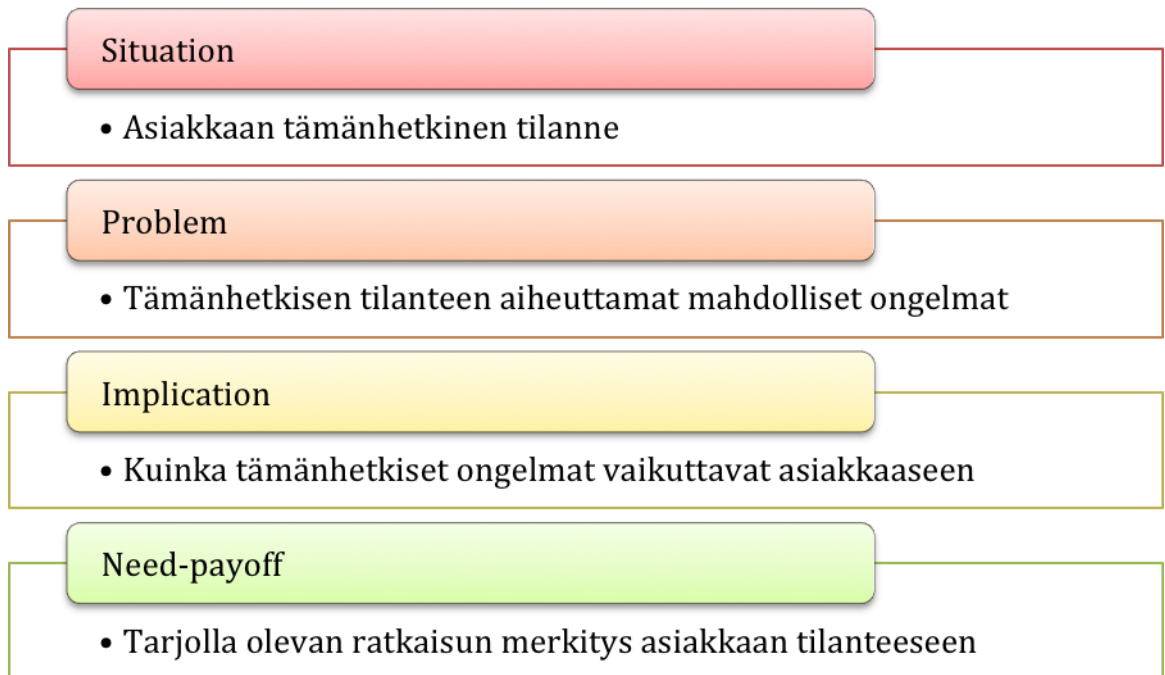 Situation
• Asiakkaan tämänhetkinen tilanne
Problem
• Tämänhetkisen tilanteen aiheuttamat mahdolliset ongelmat
Implication
• Kuinka tämänhetkiset ongelmat vaikuttavat asiakkaaseen
Need-payoff
• Tarjolla olevan ratkaisun merkitys asiakkaan tilanteeseen